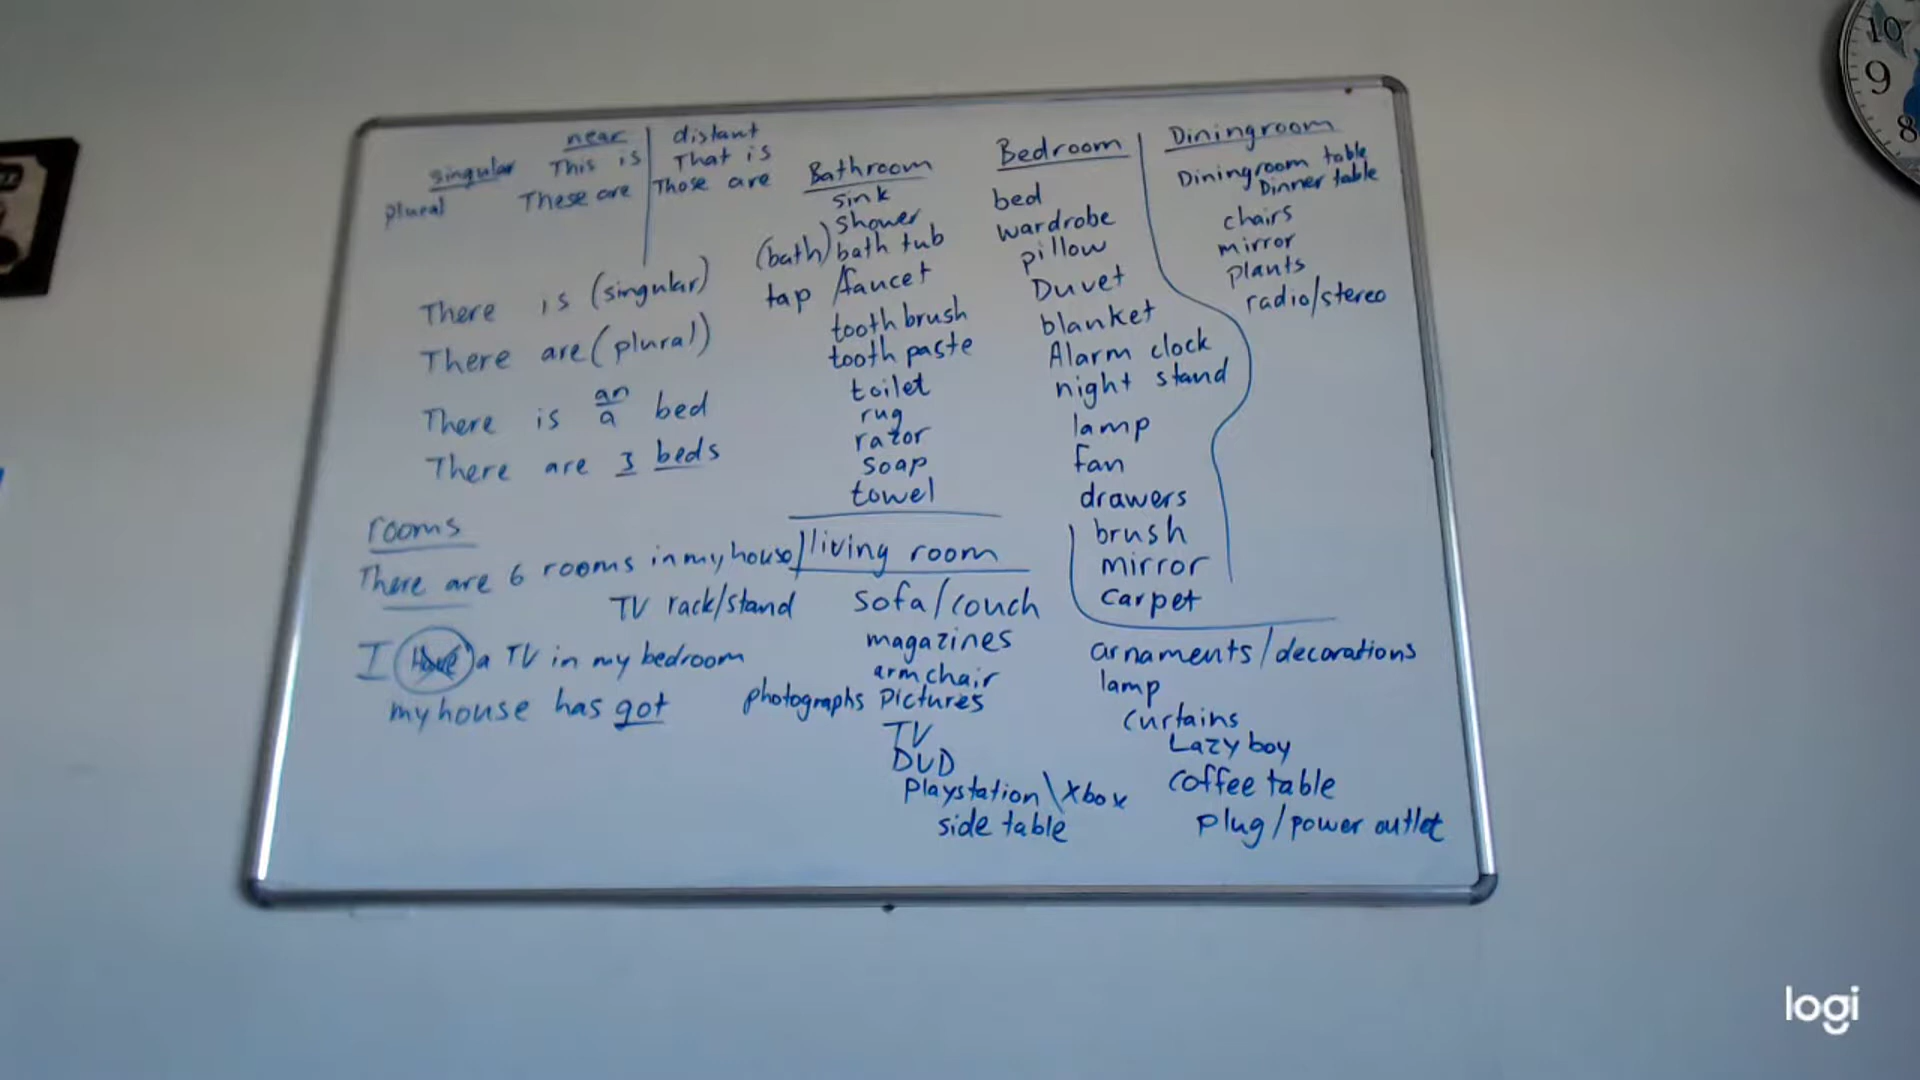 near | distant
singular This is | That is
plural These are | Those are
There is (singular)
There are (plural)
There is an/a bed
There are 3 beds
rooms
There are 6 rooms in my house
TV rack/stand
I Have a TV in my bedroom
my house has got
Bathroom
sink
shower
(bath) bath tub
tap /faucet
tooth brush
tooth paste
toilet
rug
razor
soap
towel
living room
sofa/couch
magazines
armchair
photographs pictures
TV
DVD
Playstation\Xbox
side table
Bedroom
bed
wardrobe
pillow
Duvet
blanket
Alarm clock
night stand
lamp
fan
drawers
brush
mirror
carpet
arnaments/decorations
lamp
curtains
Lazy boy
coffee table
plug/power outlet
Diningroom
Diningroom table
Dinner table
chairs
mirror
plants
radio/stereo
10
9
8
logi